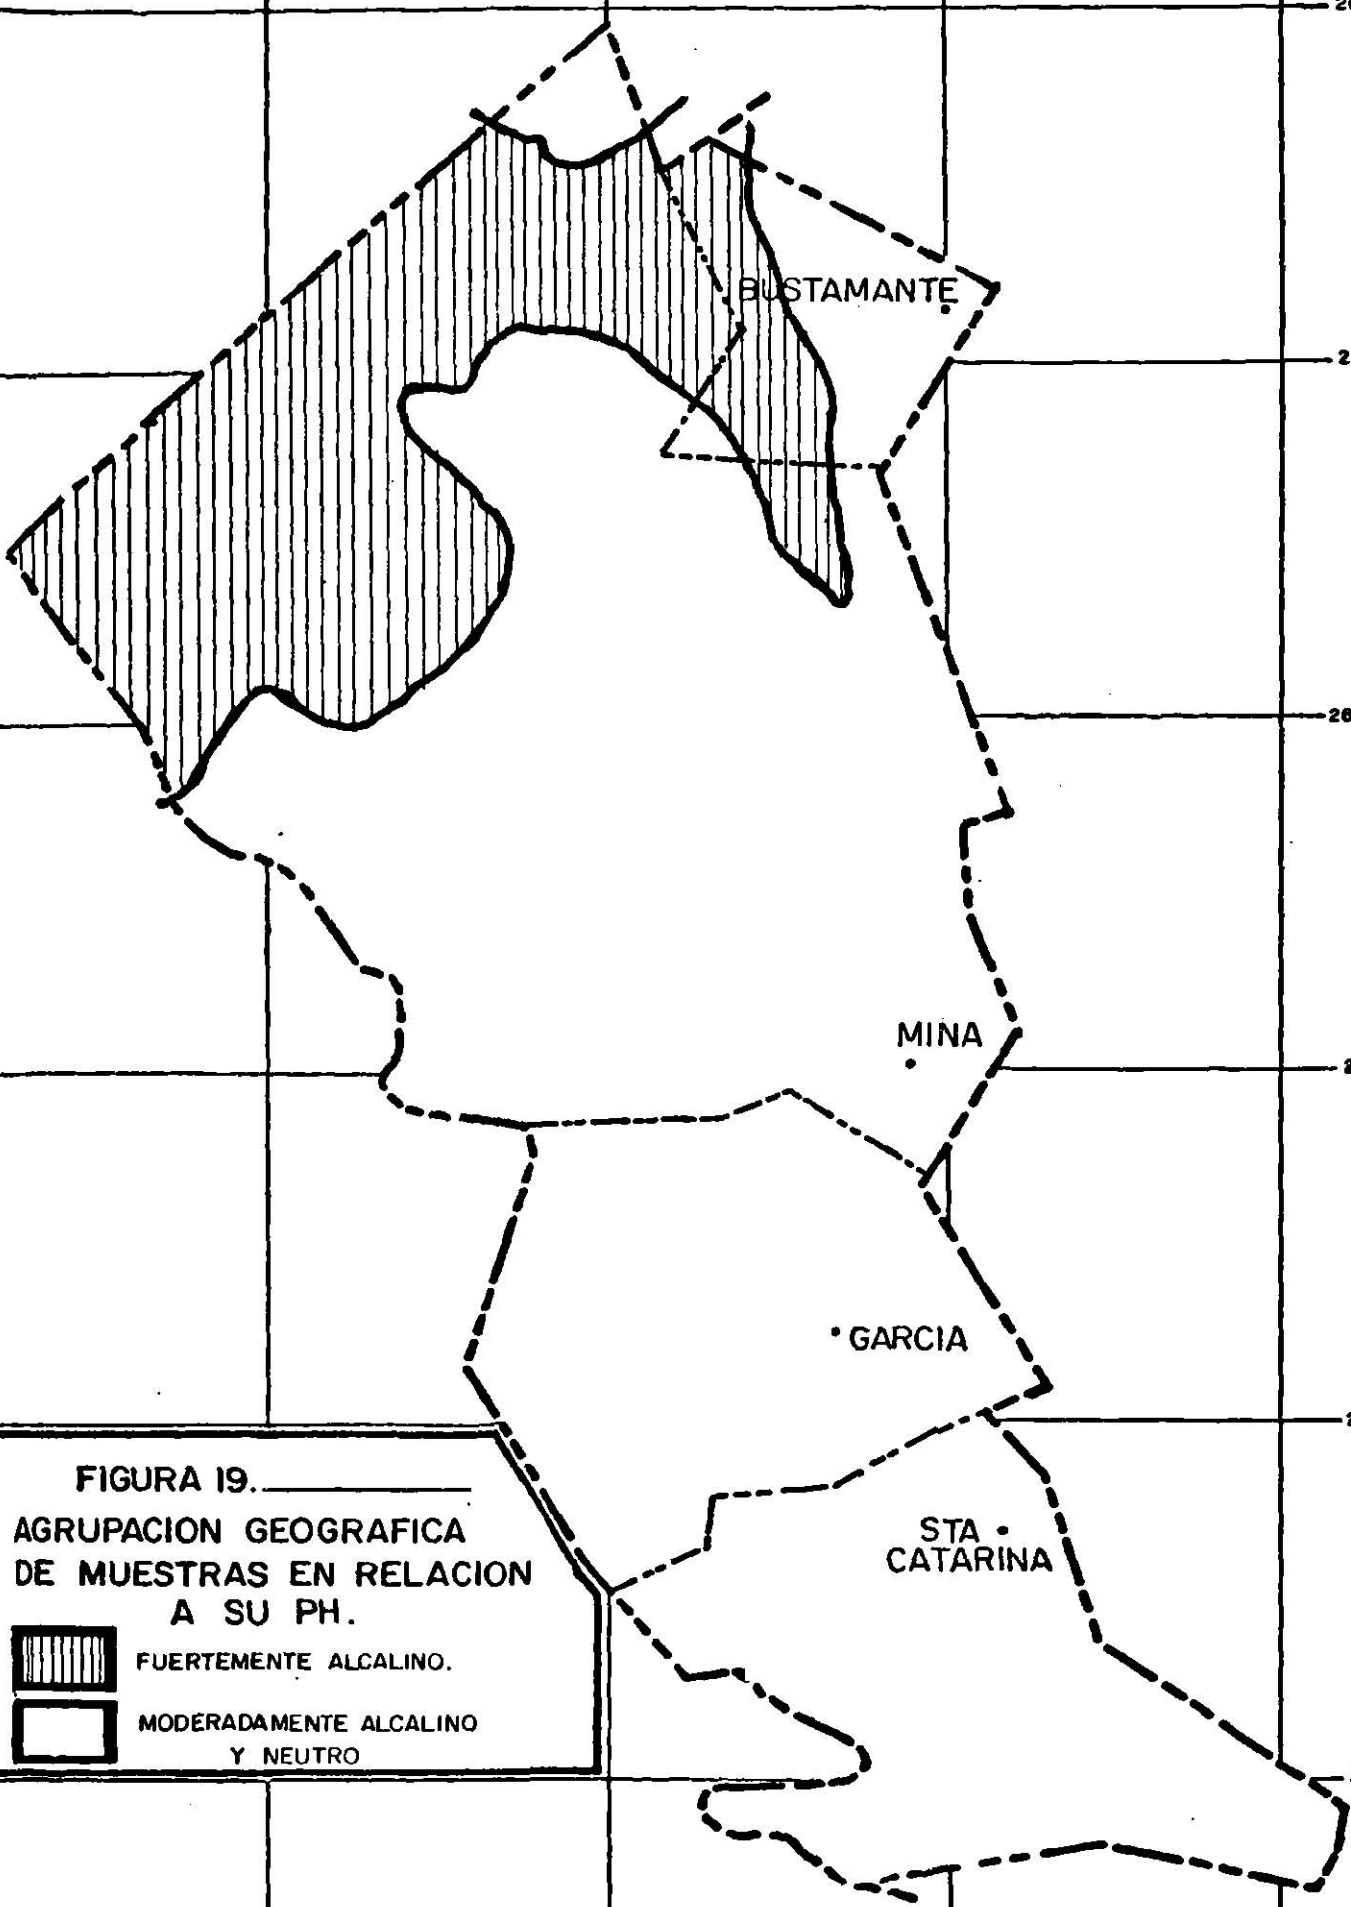 BUSTAMANTE
26
MINA
GARCIA
STA
CATARINA
FIGURA 19.
AGRUPACION GEOGRAFICA
DE MUESTRAS EN RELACION
A SU PH.
FUERTEMENTE ALCALINO.
MODERADAMENTE ALCALINO
Y NEUTRO